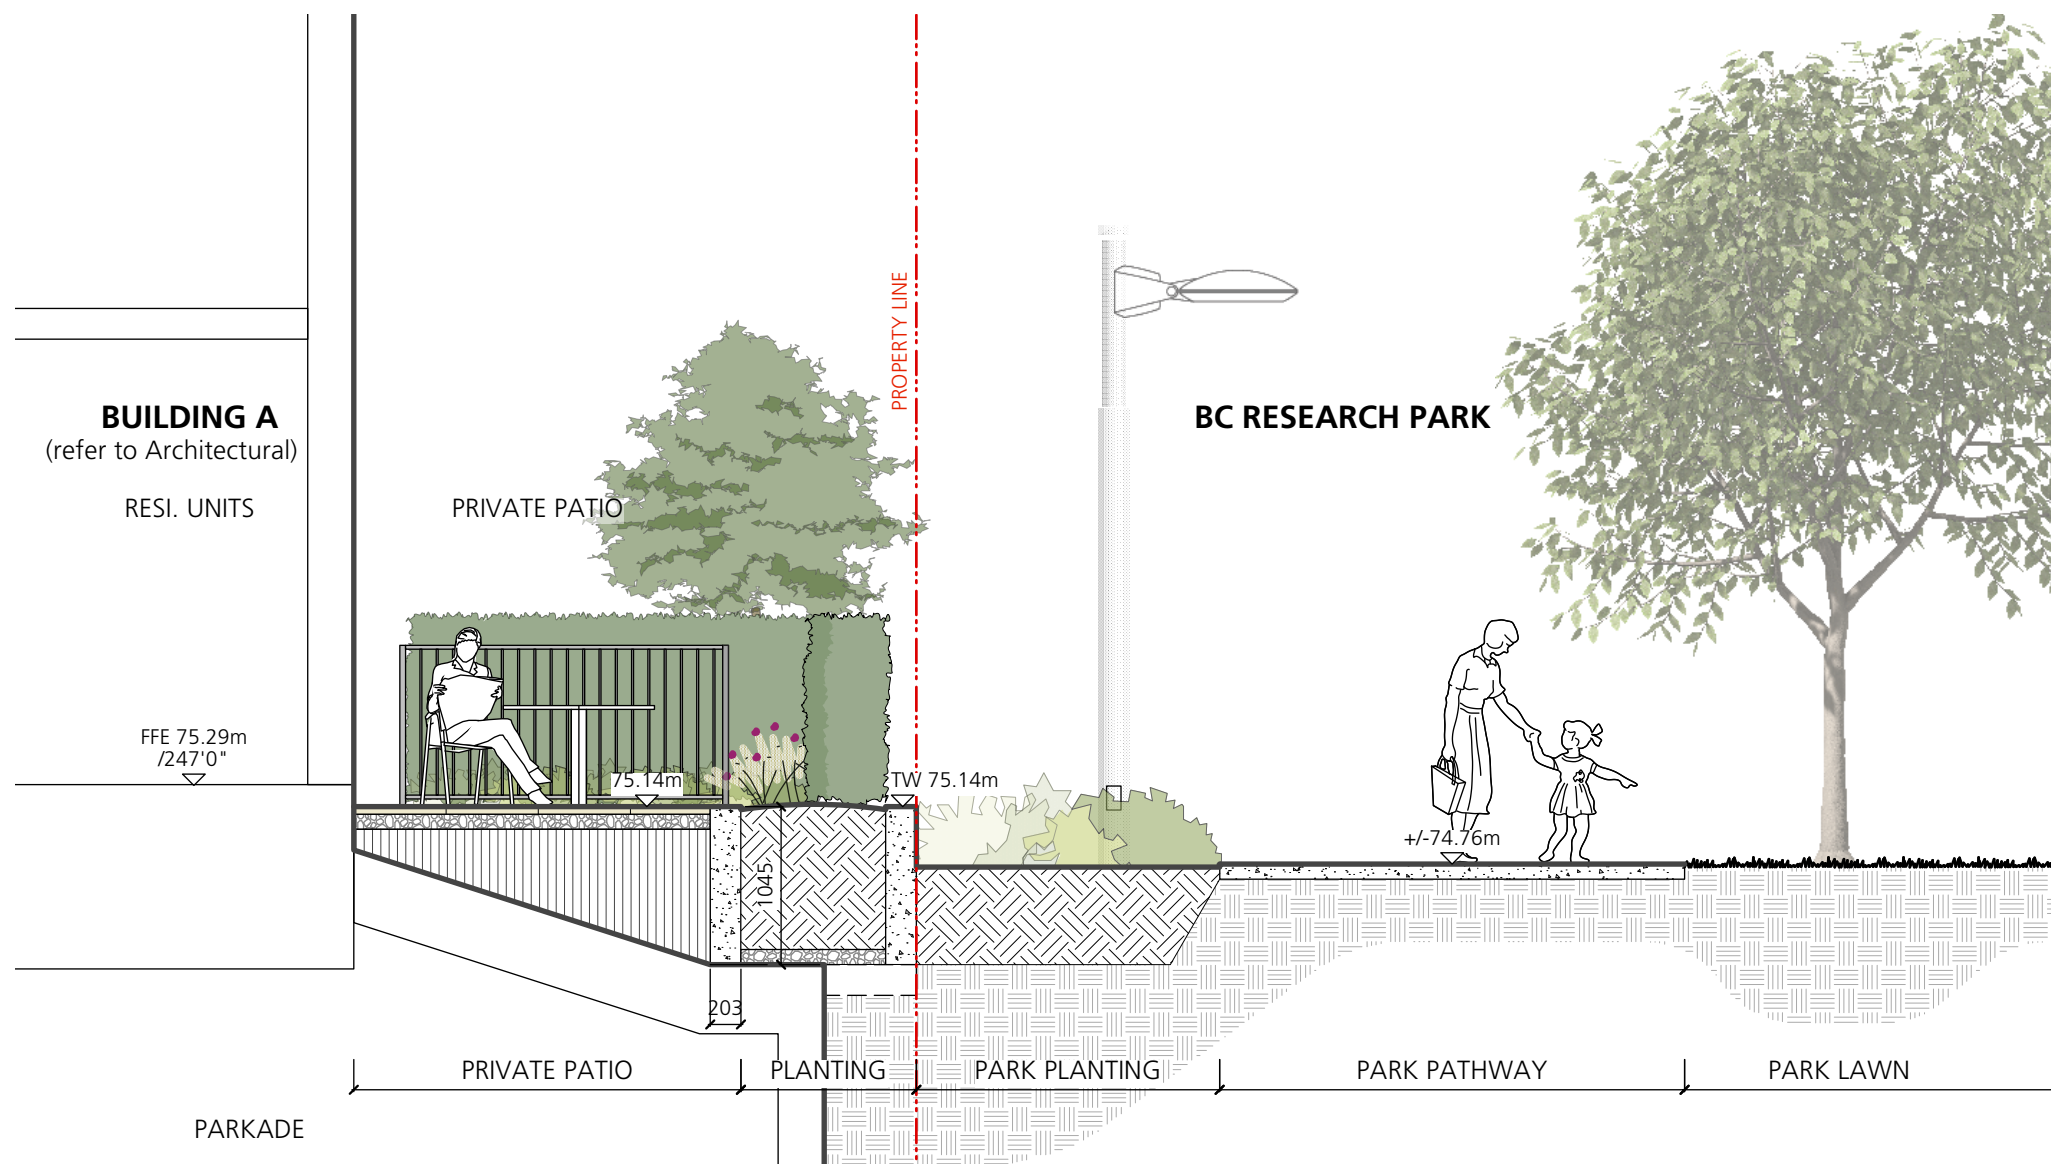 PROPERTY LINE
BUILDING A
(refer to Architectural)
RESI. UNITS
PRIVATE PATIO
BC RESEARCH PARK
FFE 75.29m
/247'0"
75.14m
TW 75.14m
+/-74.76m
1045
203
PRIVATE PATIO
PLANTING
PARK PLANTING
PARK PATHWAY
PARK LAWN
PARKADE